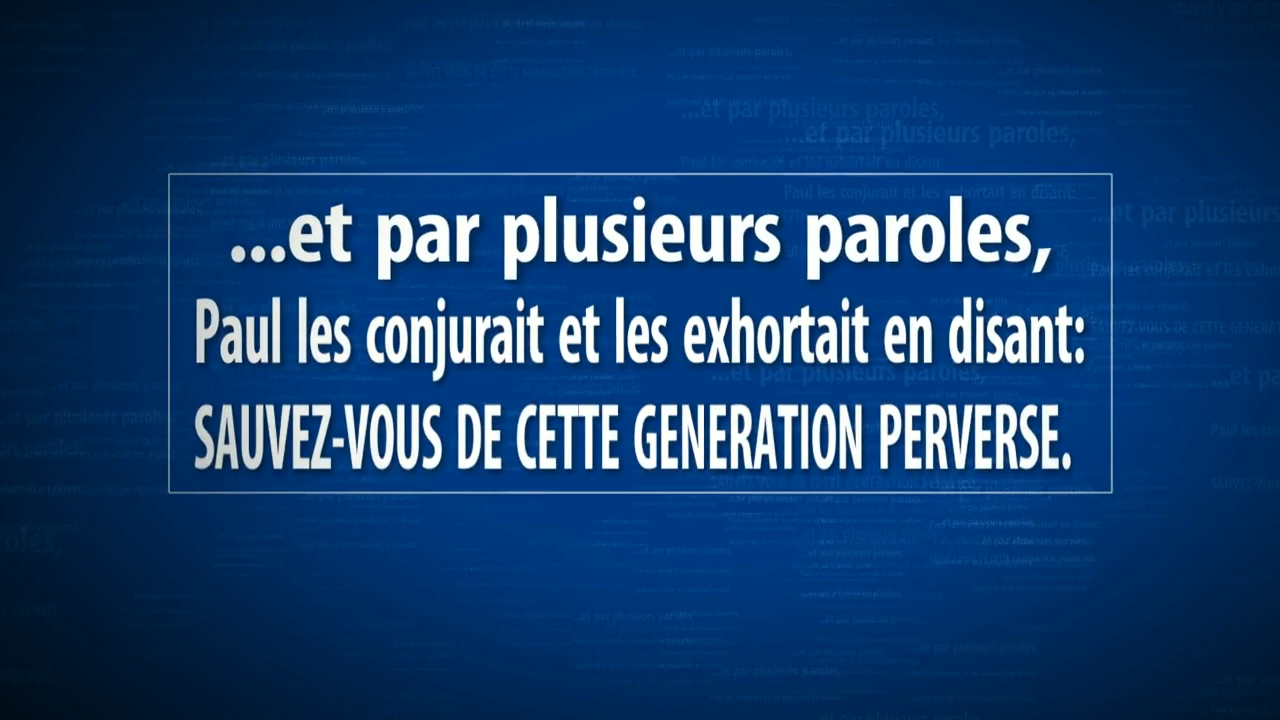 ...et par plusieurs paroles,
Paul les conjurait et les exhortait en disant:
SAUVEZ-VOUS DE CETTE GENERATION PERVERSE.